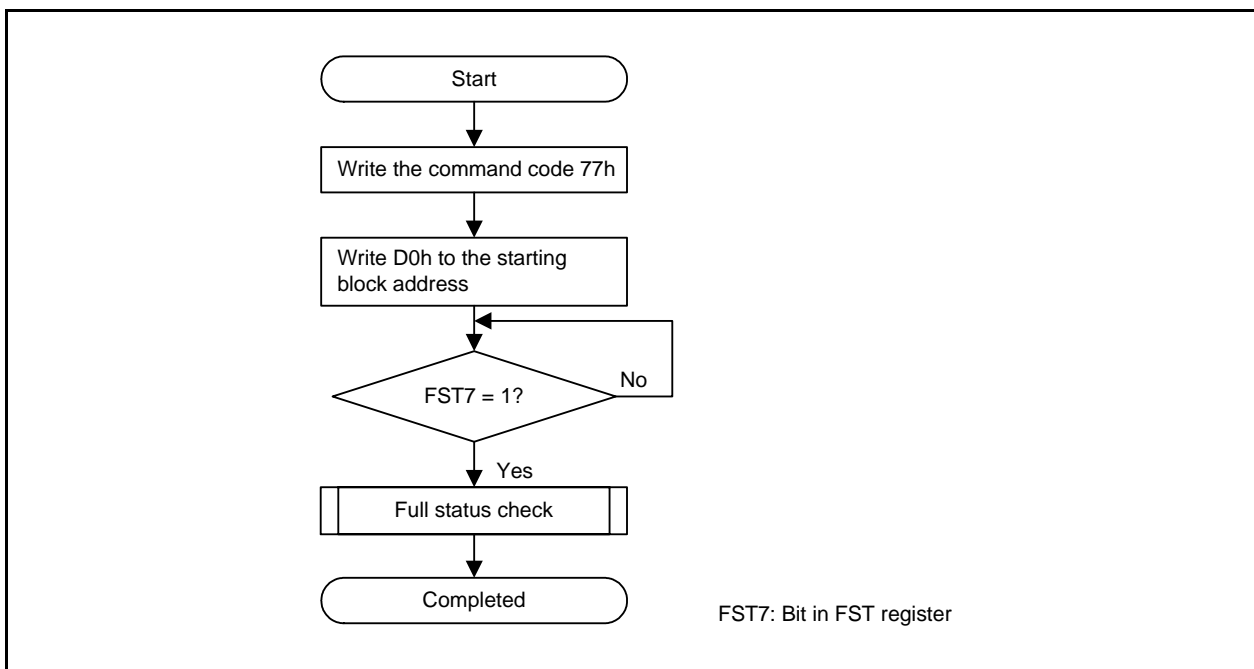 Start
Write the command code 77h
Write D0h to the starting
block address
FST7 = 1?
No
Yes
Full status check
Completed
FST7: Bit in FST register